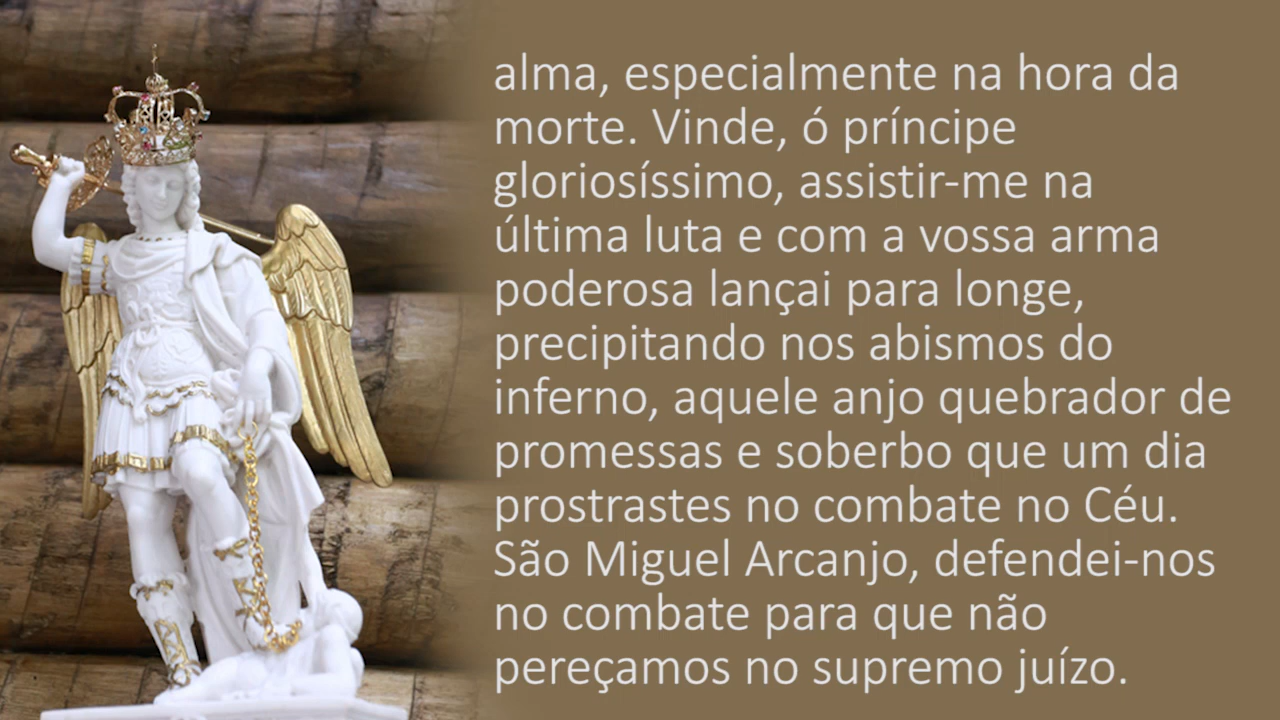 alma, especialmente na hora da
morte. Vinde, ó príncipe
gloriosíssimo, assistir-me na
última luta e com a vossa arma
poderosa lançai para longe,
precipitando nos abismos do
inferno, aquele anjo quebrador de
promessas e soberbo que um dia
prostrastes no combate no Céu.
São Miguel Arcanjo, defendei-nos
no combate para que não
pereçamos no supremo juízo.